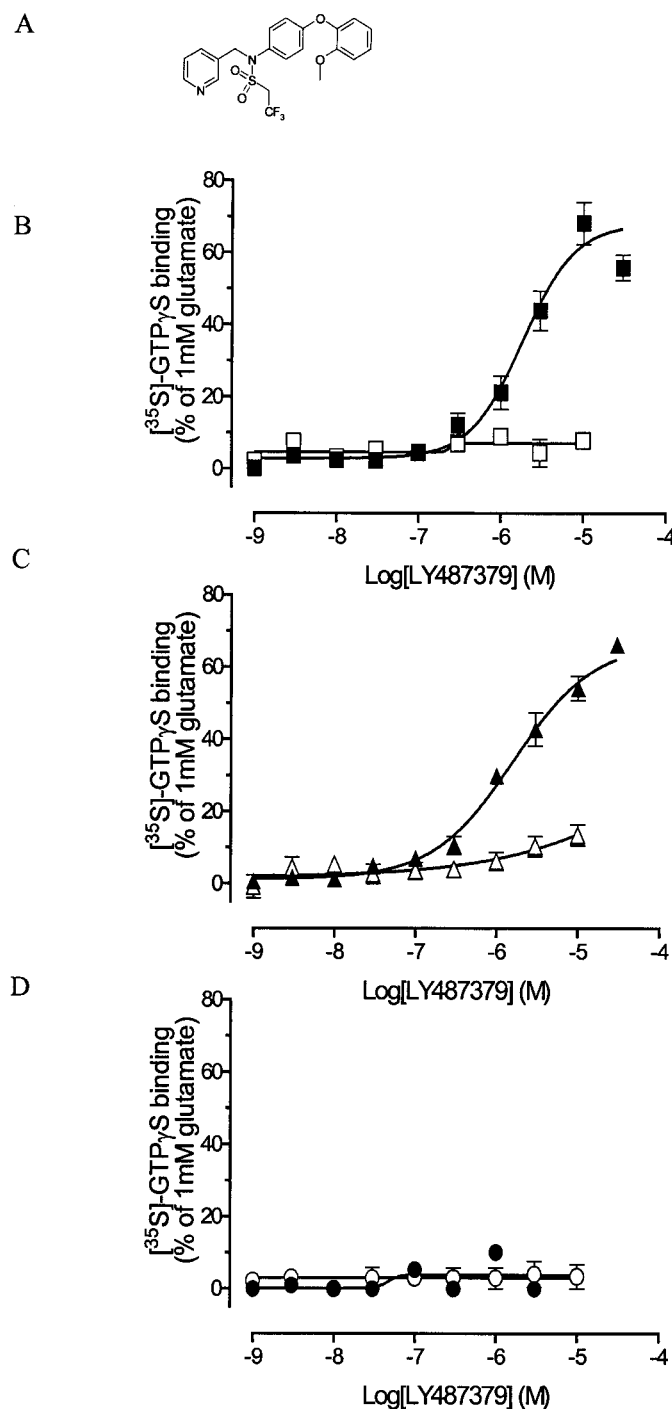 A
O
N
O
S
O
O
N
CF3
B
[35S]-GTPγS binding
(% of 1mM glutamate)
80
60
40
20
0
-9 -8 -7 -6 -5 -4
Log[LY487379] (M)
C
[35S]-GTPγS binding
(% of 1mM glutamate)
80
60
40
20
0
-9 -8 -7 -6 -5 -4
Log[LY487379] (M)
D
[35S]-GTPγS binding
(% of 1mM glutamate)
80
60
40
20
0
-9 -8 -7 -6 -5 -4
Log[LY487379] (M)